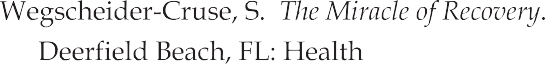 Wegscheider-Cruse, S. The Miracle of Recovery.
Deerfield Beach, FL: Health